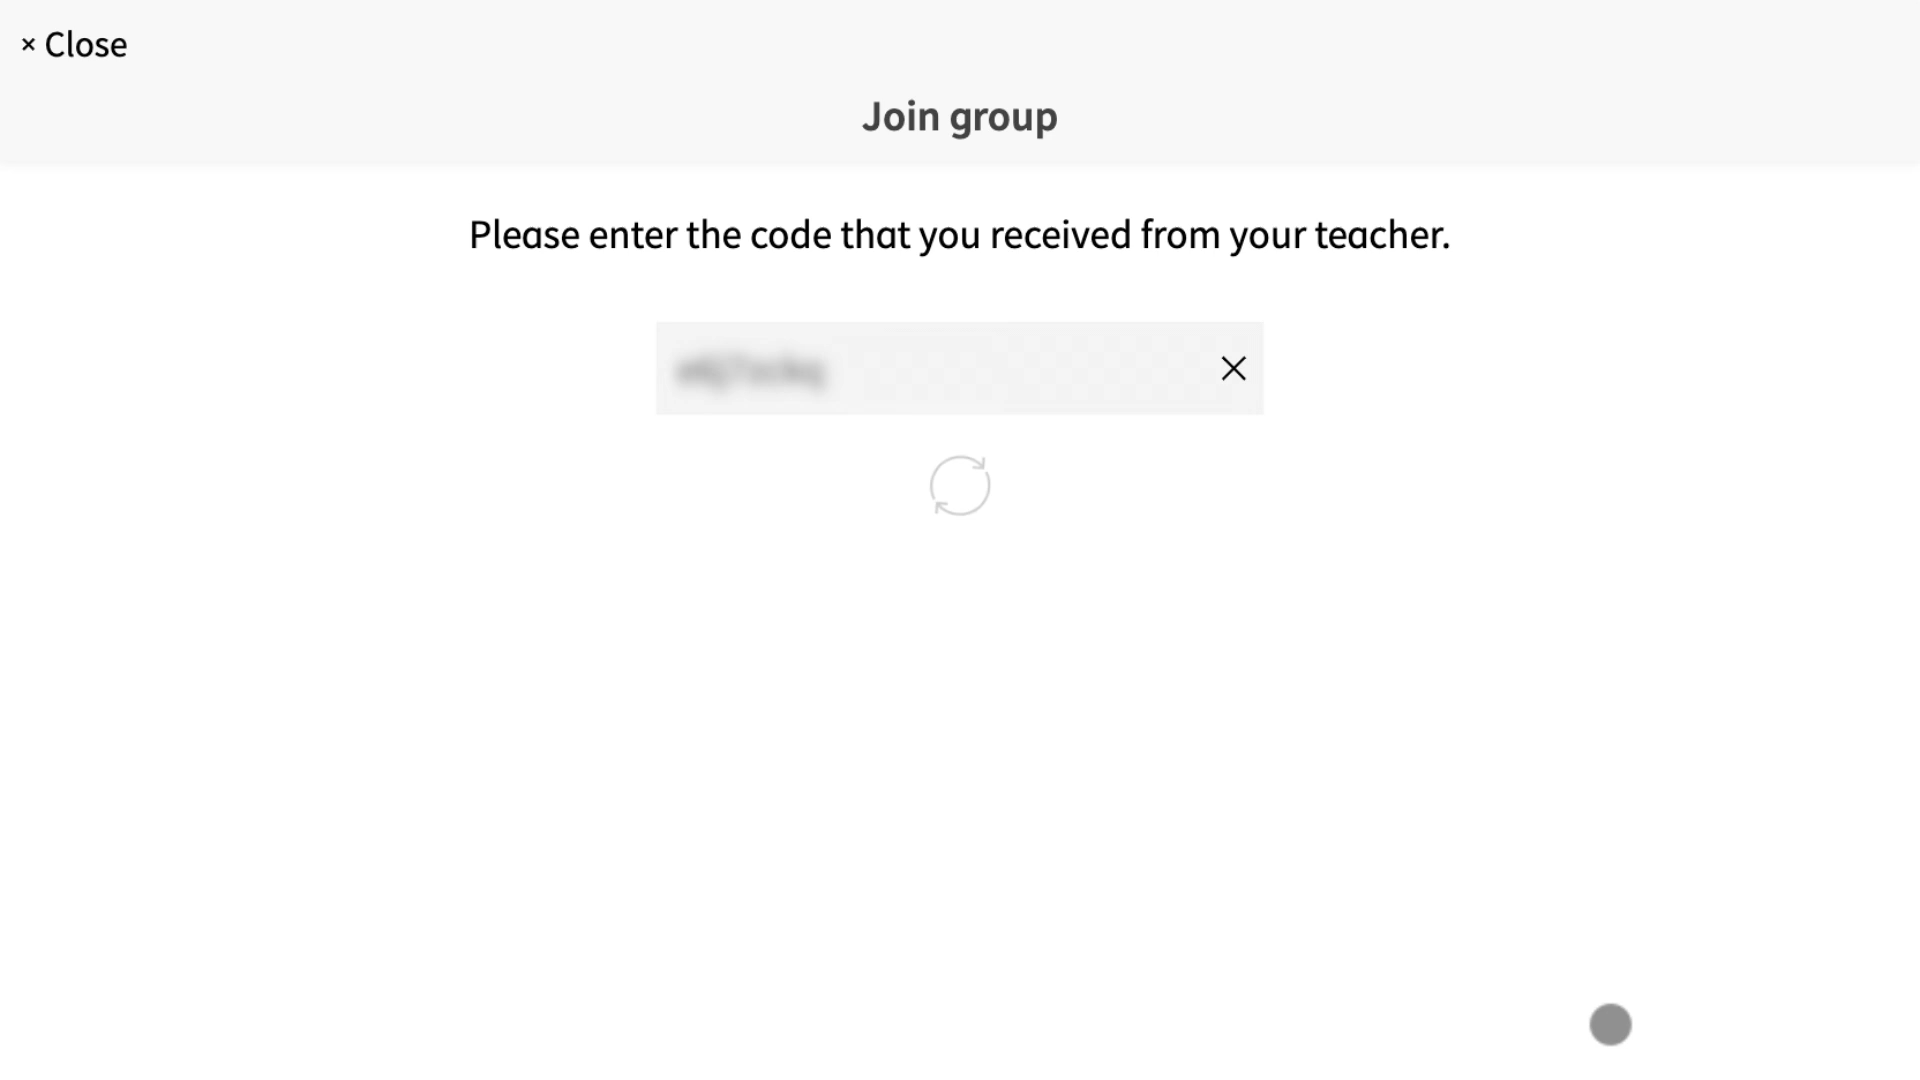 × Close
Join group
Please enter the code that you received from your teacher.